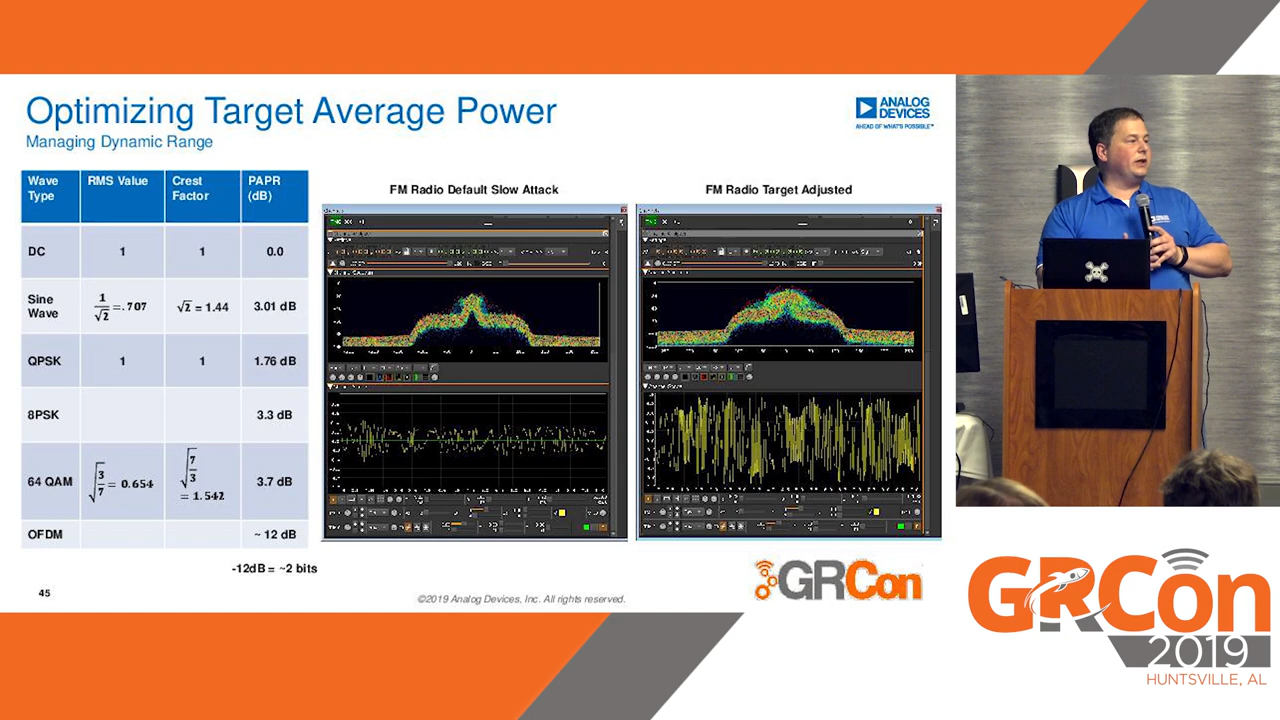 Optimizing Target Average Power
Managing Dynamic Range
ANALOG
DEVICES
AHEAD OF WHAT'S POSSIBLE™
Wave Type RMS Value Crest Factor PAPR (dB)
DC 1 1 0.0
Sine Wave 1/√2 =.707 √2 = 1.44 3.01 dB
QPSK 1 1 1.76 dB
8PSK 3.3 dB
64 QAM √3/7 = 0.654 √7/3 = 1.542 3.7 dB
OFDM ~ 12 dB
-12dB = ~2 bits
FM Radio Default Slow Attack
FM Radio Target Adjusted
45
©2019 Analog Devices, Inc. All rights reserved.
GRCon
GRCon
2019
HUNTSVILLE, AL